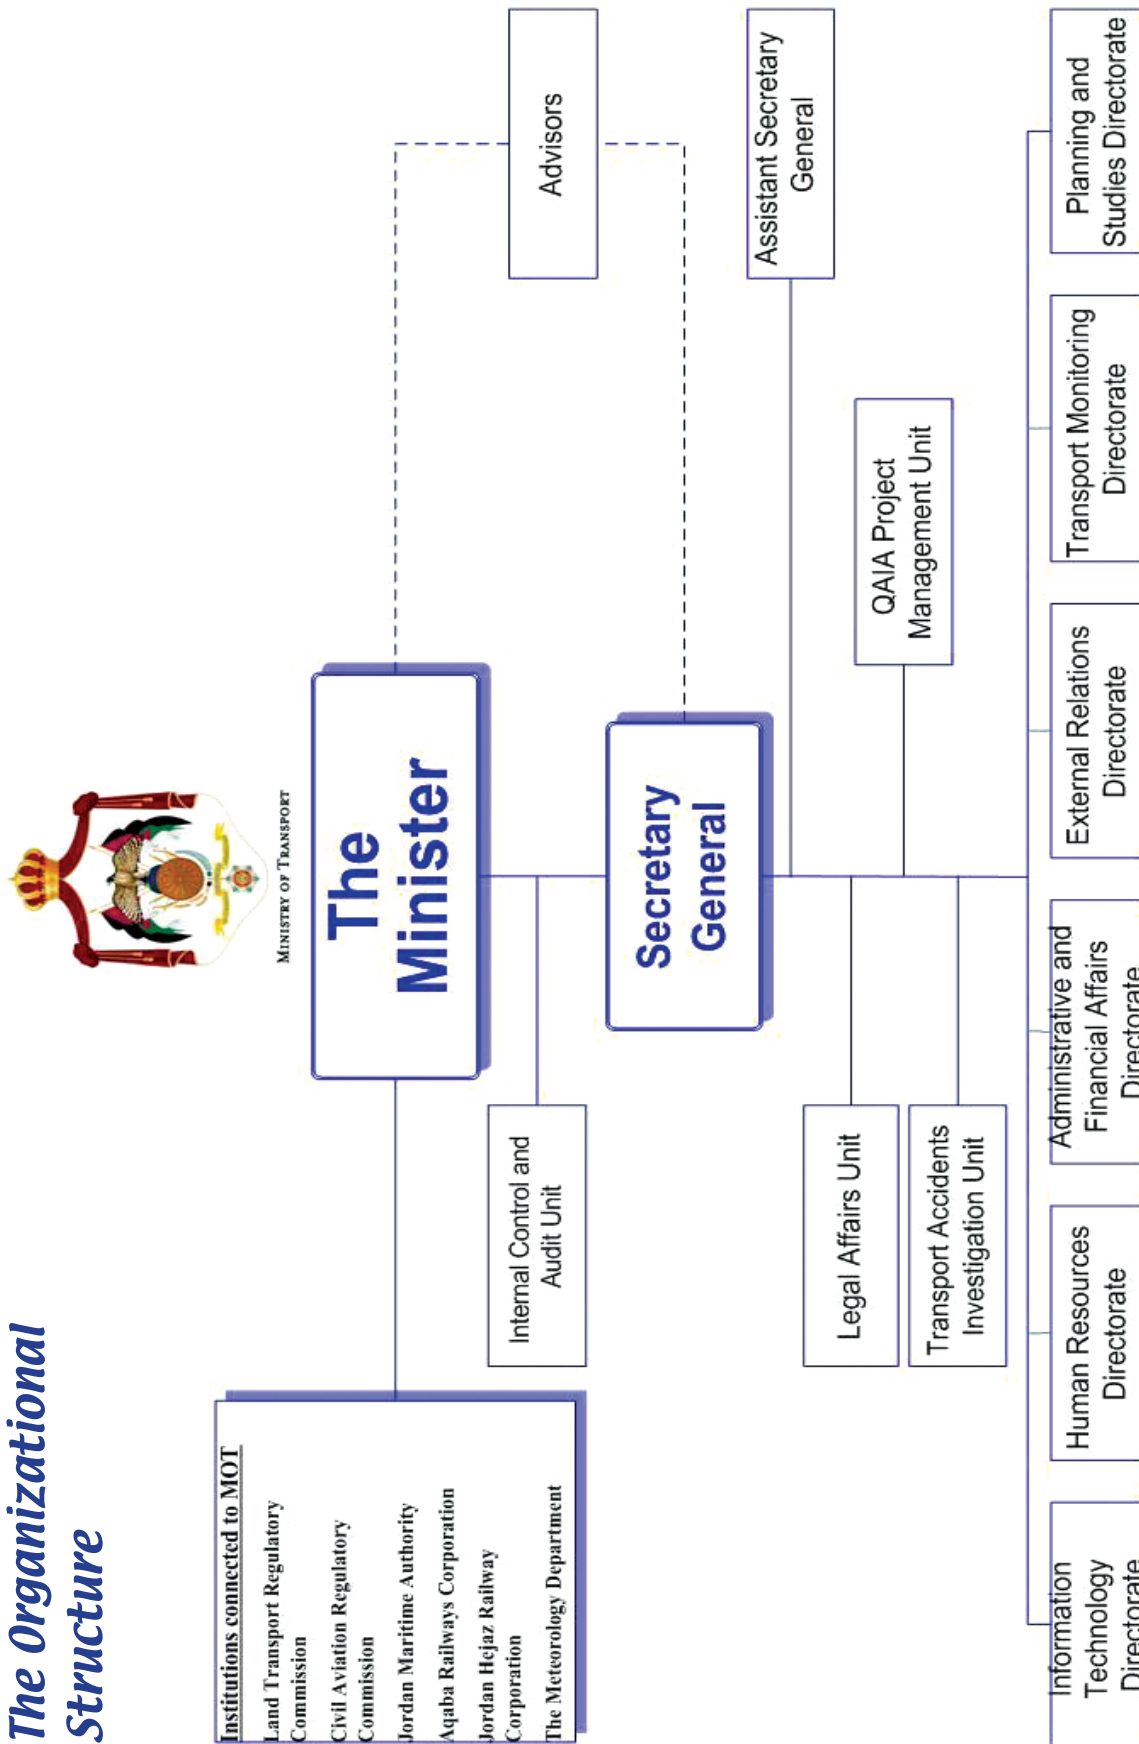 The Organizational
Structure
MINISTRY OF TRANSPORT
The
Minister
Institutions connected to MOT
Land Transport Regulatory
Commission
Civil Aviation Regulatory
Commission
Jordan Maritime Authority
Aqaba Railways Corporation
Jordan Hejaz Railway
Corporation
The Meteorology Department
Internal Control and
Audit Unit
Advisors
Secretary
General
Assistant Secretary
General
Legal Affairs Unit
QAIA Project
Management Unit
Transport Accidents
Investigation Unit
Information
Technology
Directorate
Human Resources
Directorate
Administrative and
Financial Affairs
Directorate
External Relations
Directorate
Transport Monitoring
Directorate
Planning and
Studies Directorate